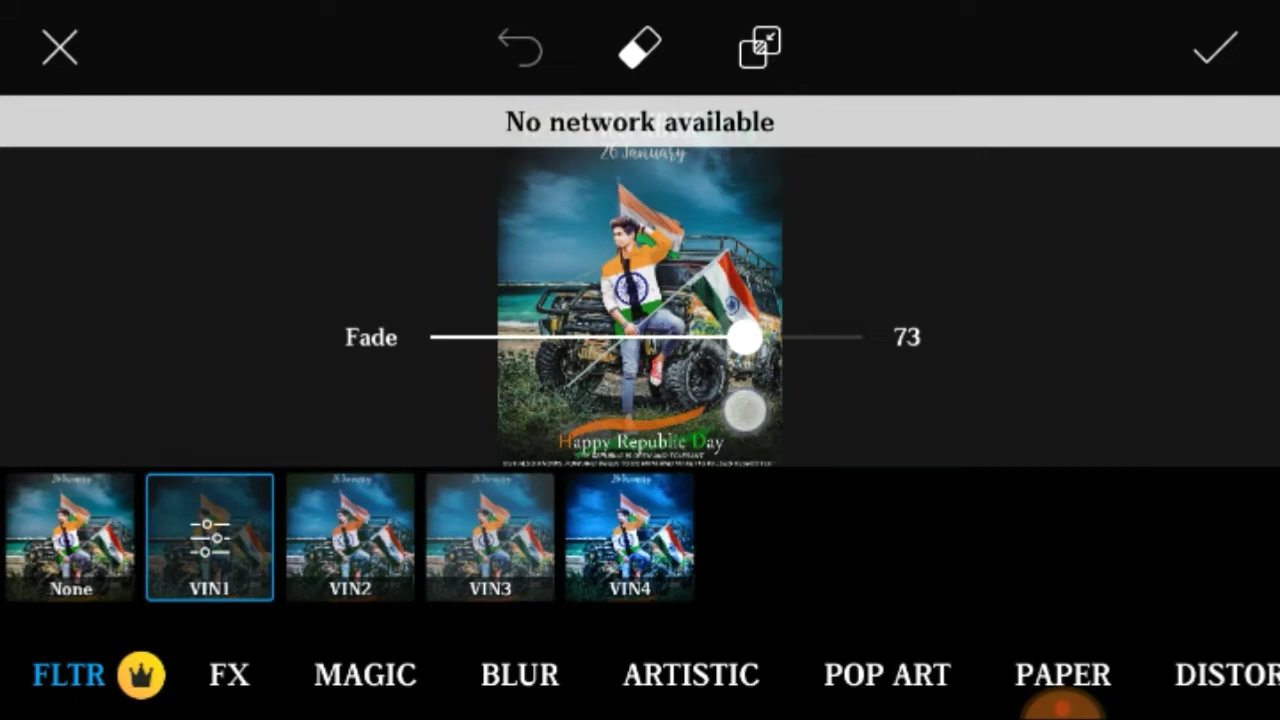 No network available
26 January
Fade
73
Happy Republic Day
None
VIN1
VIN2
VIN3
VIN4
FLTR
FX
MAGIC
BLUR
ARTISTIC
POP ART
PAPER
DISTOR